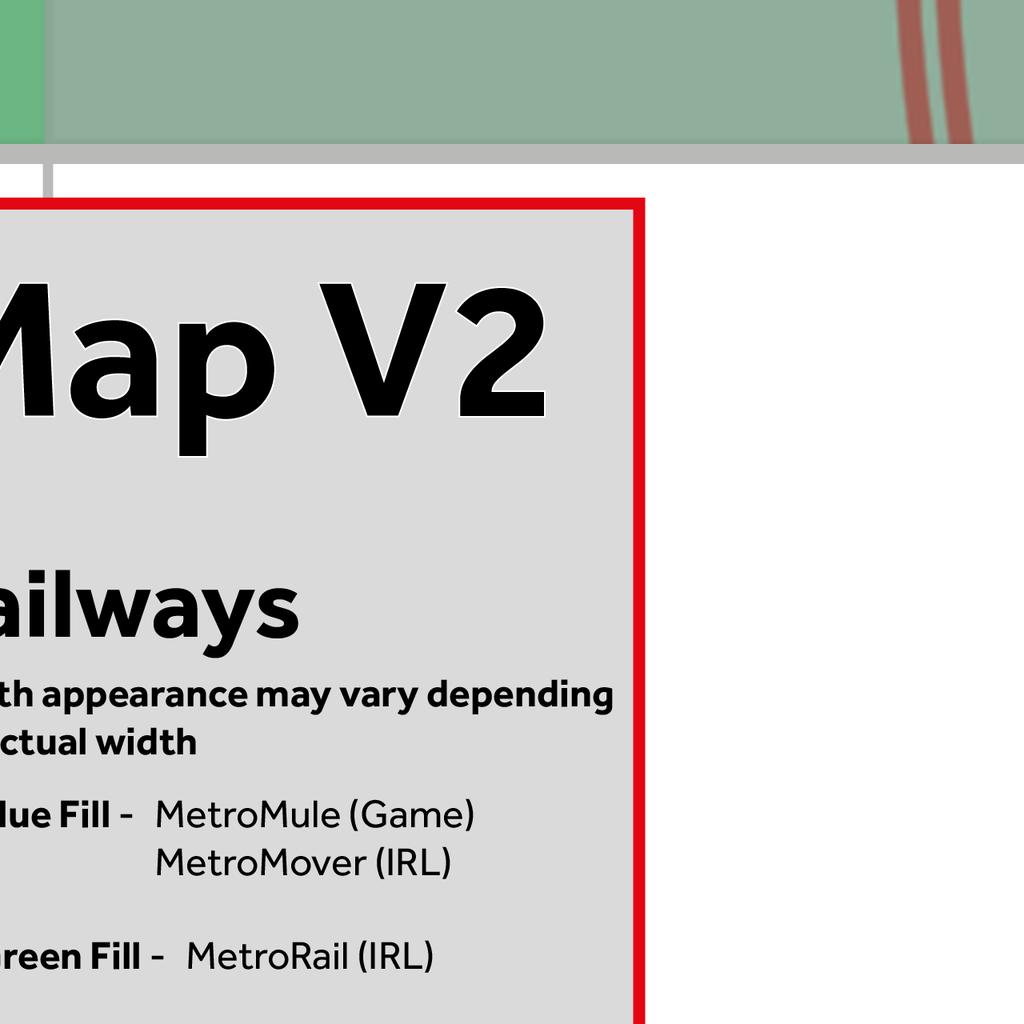 Map V2
ailways
th appearance may vary depending
ctual width
lue Fill - MetroMule (Game)
MetroMover (IRL)
reen Fill - MetroRail (IRL)